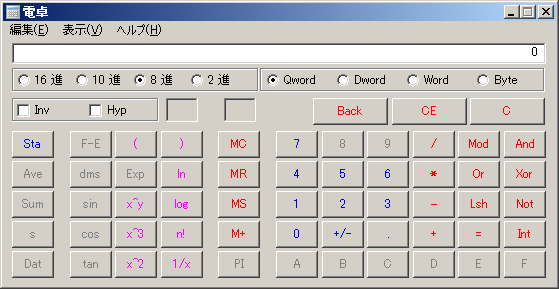 電卓
編集(E) 表示(V) ヘルプ(H)
0
16 進 10 進 8 進 2 進 Qword Dword Word Byte
Inv Hyp Back CE C
Sta F-E ( ) MC 7 8 9 / Mod And
Ave dms Exp ln MR 4 5 6 * Or Xor
Sum sin x^y log MS 1 2 3 - Lsh Not
s cos x^3 n! M+ 0 +/- . + = Int
Dat tan x^2 1/x PI A B C D E F